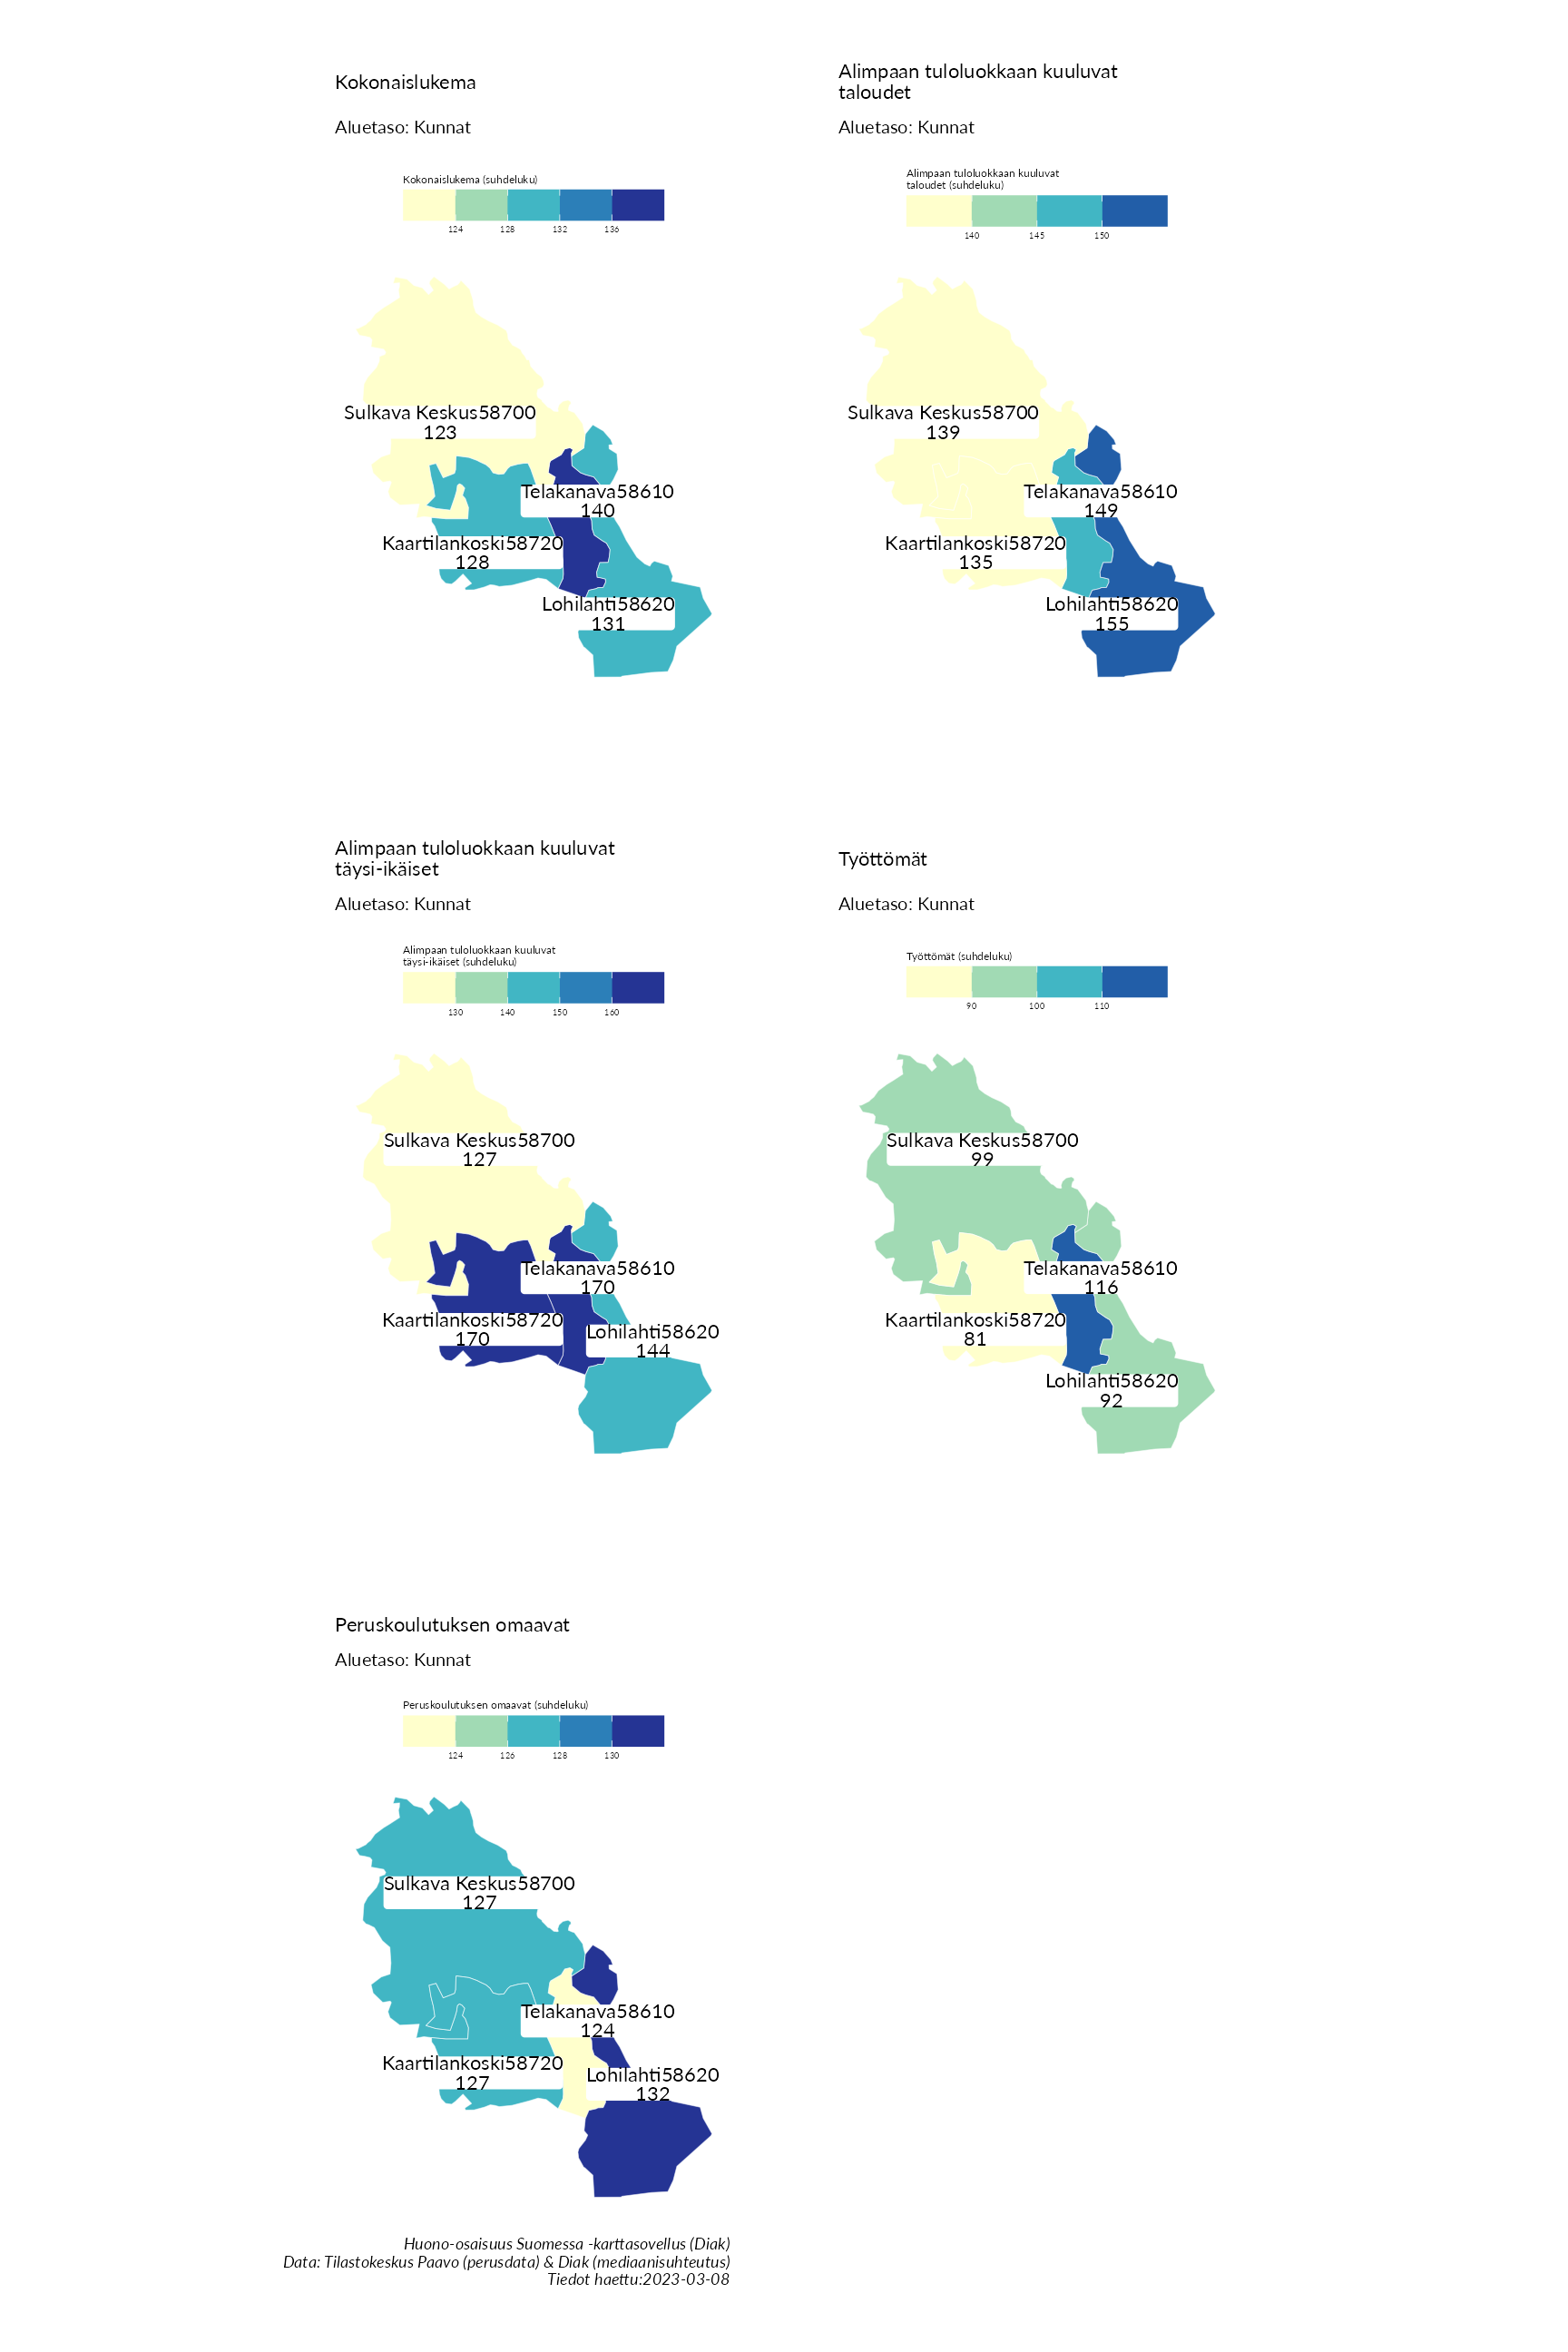 Kokonaislukema
Aluetaso: Kunnat
Kokonaislukema (suhdeluku)
124 128 132 136
Sulkava Keskus58700
123
Telakanava58610
140
Kaartilankoski58720
128
Lohilahti58620
131
Alimpaan tuloluokkaan kuuluvat
taloudet
Aluetaso: Kunnat
Alimpaan tuloluokkaan kuuluvat
taloudet (suhdeluku)
140 145 150
Sulkava Keskus58700
139
Telakanava58610
149
Kaartilankoski58720
135
Lohilahti58620
155
Alimpaan tuloluokkaan kuuluvat
täysi-ikäiset
Aluetaso: Kunnat
Alimpaan tuloluokkaan kuuluvat
täysi-ikäiset (suhdeluku)
130 140 150 160
Sulkava Keskus58700
127
Telakanava58610
170
Kaartilankoski58720
170
Lohilahti58620
144
Työttömät
Aluetaso: Kunnat
Työttömät (suhdeluku)
90 100 110
Sulkava Keskus58700
99
Telakanava58610
116
Kaartilankoski58720
81
Lohilahti58620
92
Peruskoulutuksen omaavat
Aluetaso: Kunnat
Peruskoulutuksen omaavat (suhdeluku)
124 126 128 130
Sulkava Keskus58700
127
Telakanava58610
124
Kaartilankoski58720
127
Lohilahti58620
132
Huono-osaisuus Suomessa -karttasovellus (Diak)
Data: Tilastokeskus Paavo (perusdata) & Diak (mediaanisuhteutus)
Tiedot haettu:2023-03-08